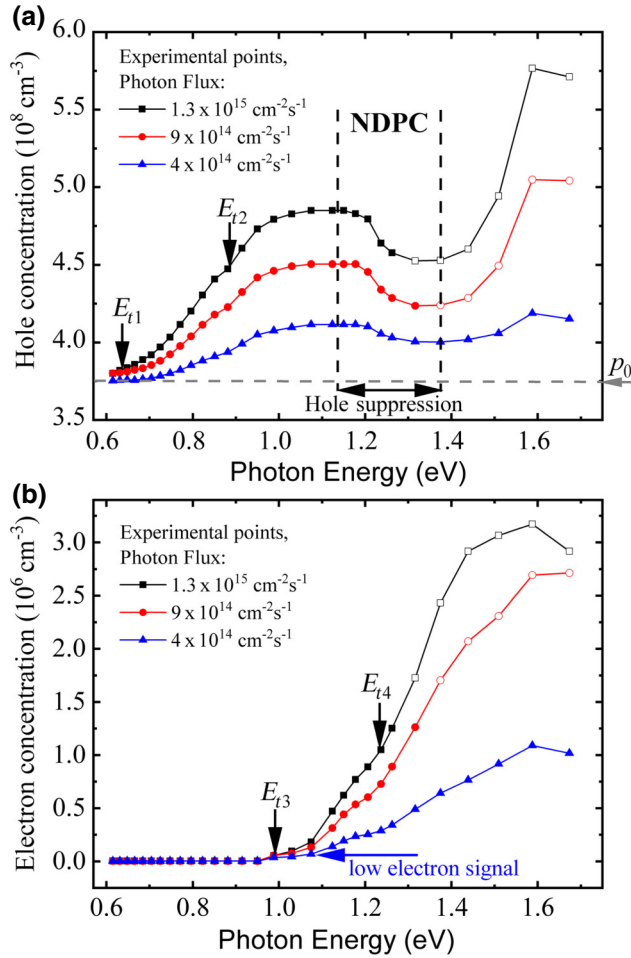 (a)
6.0
5.5
5.0
4.5
4.0
3.5
Hole concentration (10⁸ cm⁻³)
Experimental points,
Photon Flux:
1.3 x 10¹⁵ cm⁻²s⁻¹
9 x 10¹⁴ cm⁻²s⁻¹
4 x 10¹⁴ cm⁻²s⁻¹
NDPC
Eₜ₂
Eₜ₁
p₀
Hole suppression
0.6 0.8 1.0 1.2 1.4 1.6
Photon Energy (eV)
(b)
3.0
2.5
2.0
1.5
1.0
0.5
0.0
Electron concentration (10⁶ cm⁻³)
Experimental points,
Photon Flux:
1.3 x 10¹⁵ cm⁻²s⁻¹
9 x 10¹⁴ cm⁻²s⁻¹
4 x 10¹⁴ cm⁻²s⁻¹
Eₜ₄
Eₜ₃
low electron signal
0.6 0.8 1.0 1.2 1.4 1.6
Photon Energy (eV)